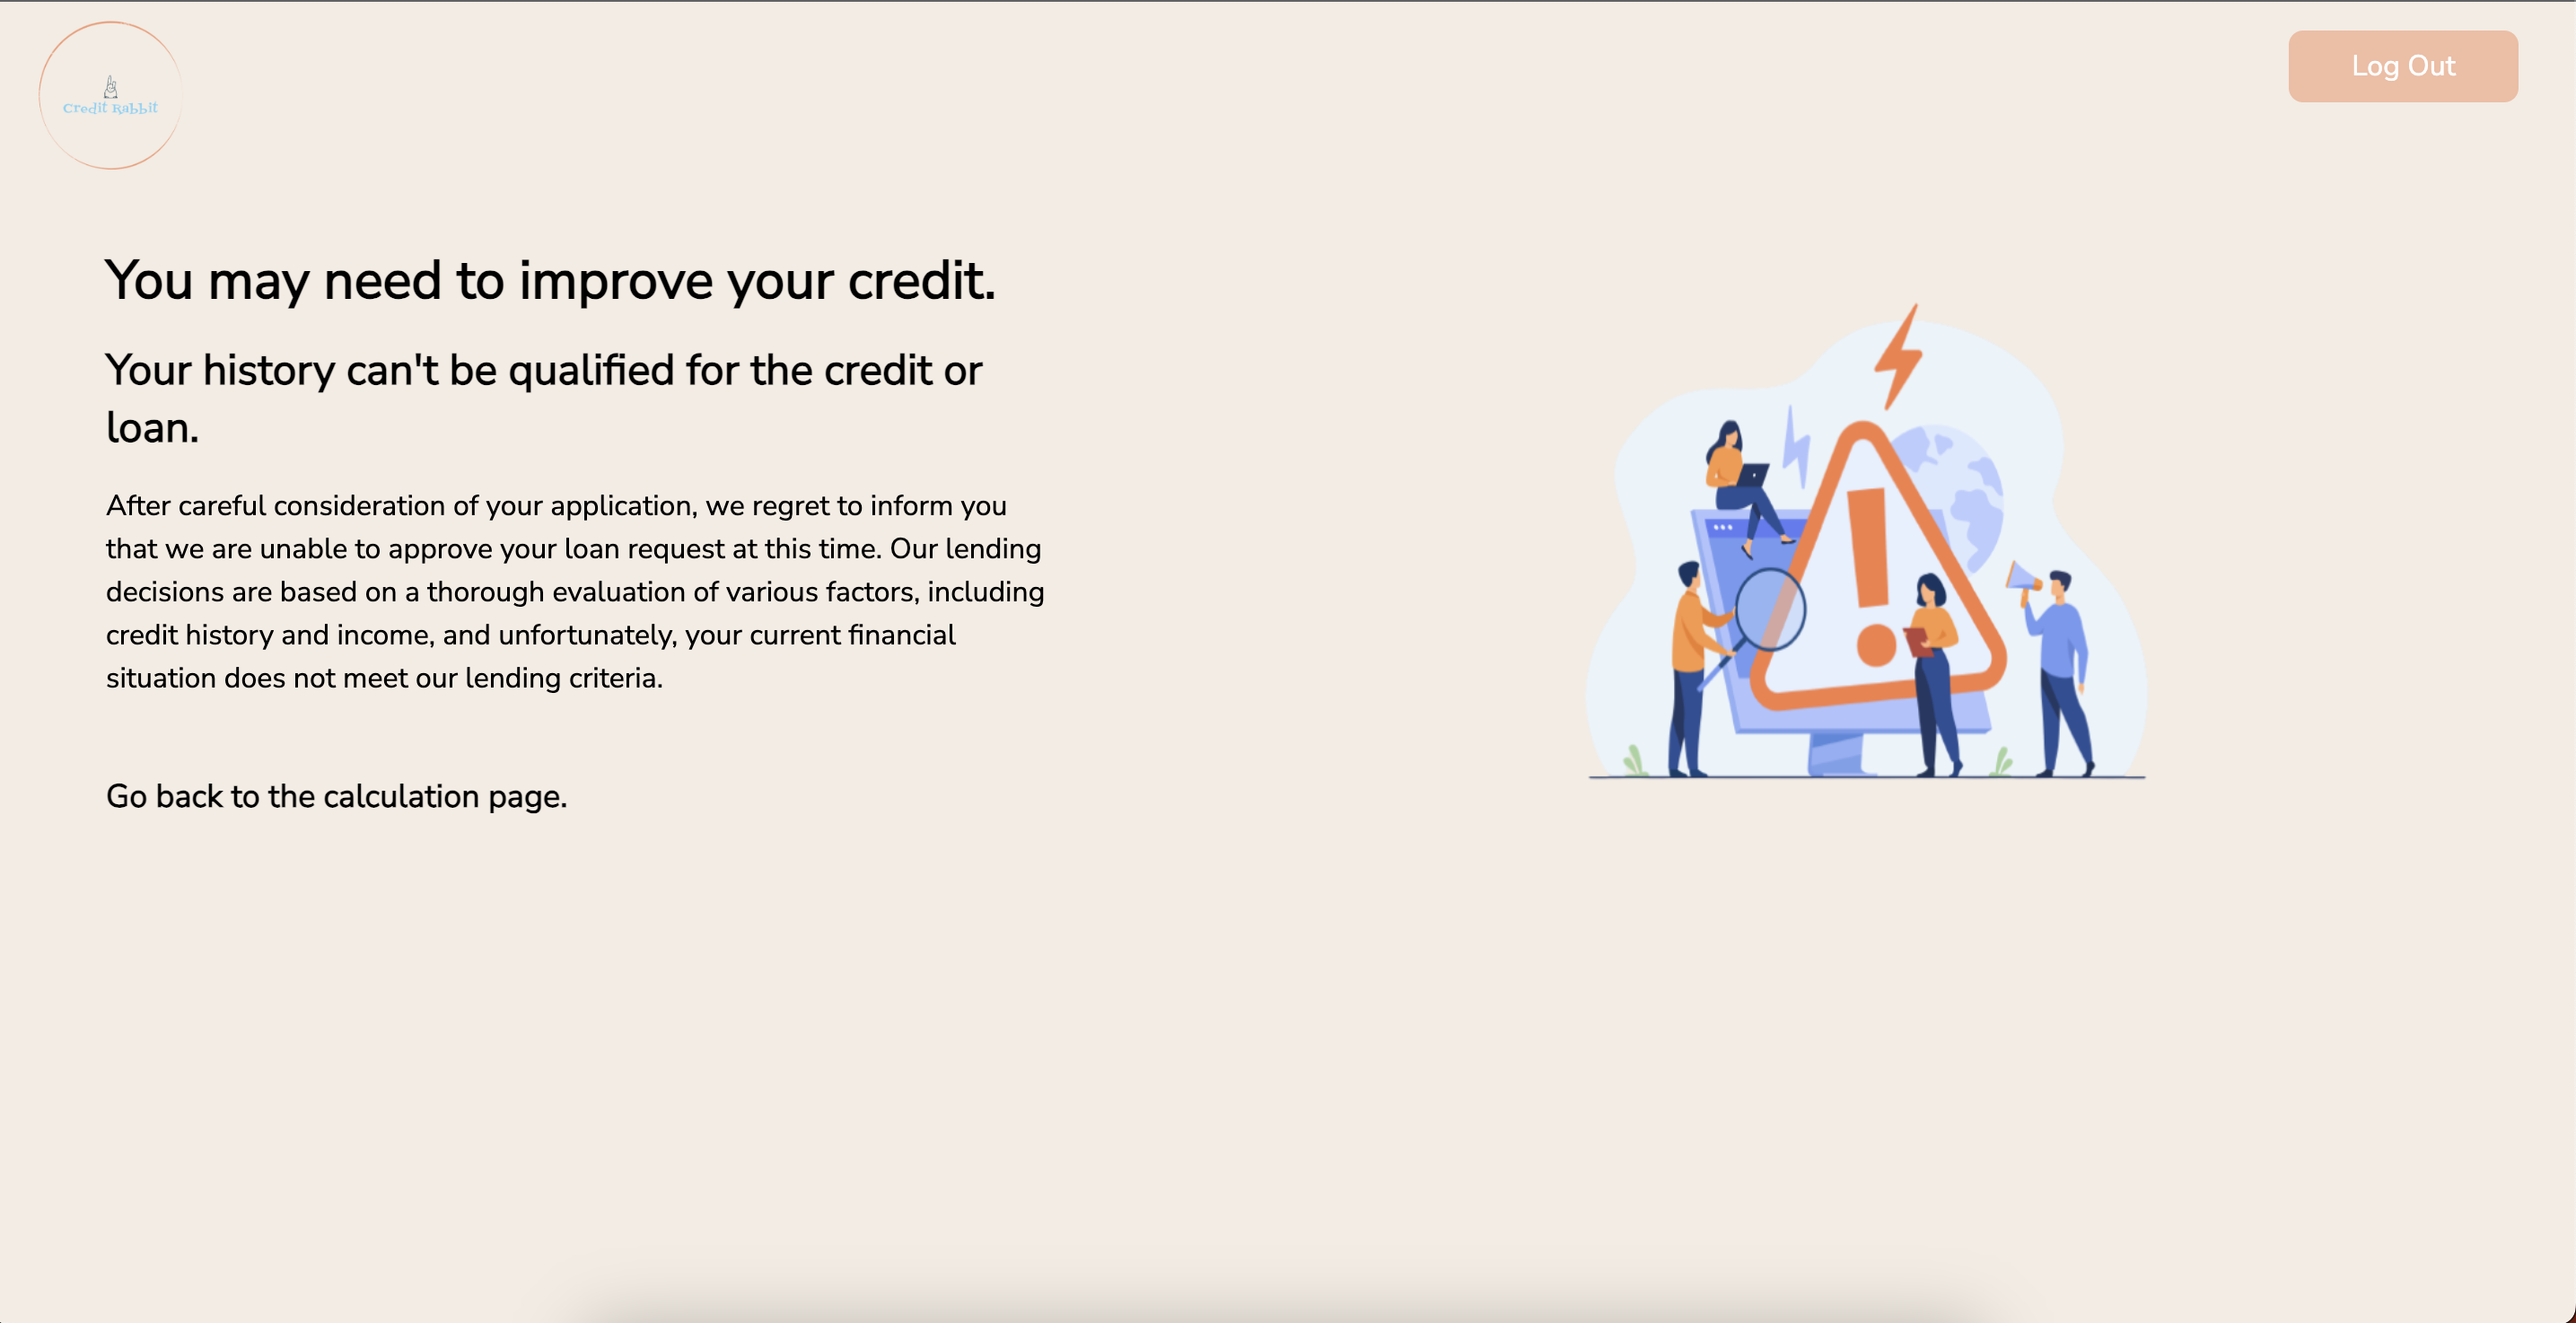 Credit Rabbit
Log Out
You may need to improve your credit.
Your history can't be qualified for the credit or
loan.
After careful consideration of your application, we regret to inform you
that we are unable to approve your loan request at this time. Our lending
decisions are based on a thorough evaluation of various factors, including
credit history and income, and unfortunately, your current financial
situation does not meet our lending criteria.
Go back to the calculation page.